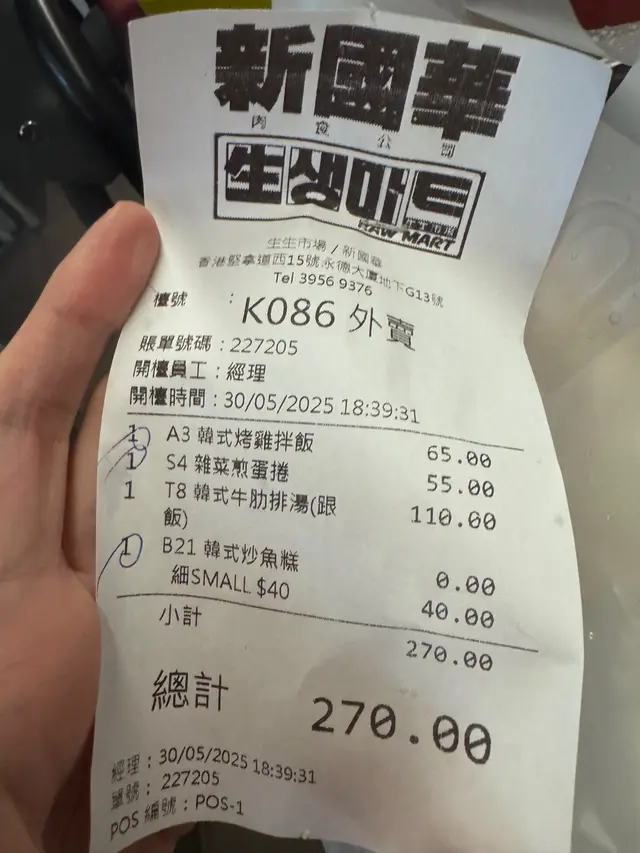 新國華
肉食公司
生생마트
RAW MART
生生市場 / 新國華
香港堅拿道西15號永德大廈地下G13號
Tel 3956 9376
檯號 : K086 外賣
賬單號碼 : 227205
開檯員工 : 經理
開檯時間 : 30/05/2025 18:39:31
1 A3 韓式烤雞拌飯 65.00
1 S4 雜菜煎蛋捲 55.00
1 T8 韓式牛肋排湯(跟飯) 110.00
1 B21 韓式炒魚糕 0.00
細SMALL $40 40.00
小計 270.00
總計 270.00
經理 : 30/05/2025 18:39:31
單號 : 227205
POS 編號 : POS-1